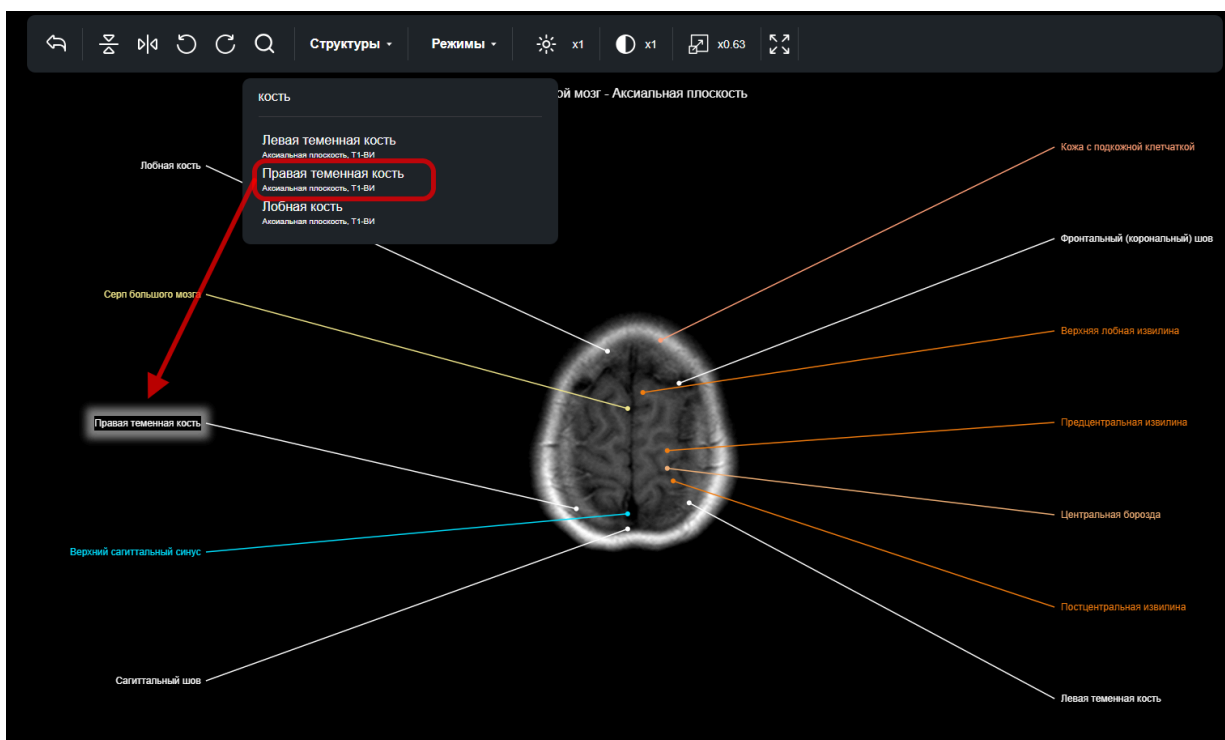 Структуры
Режимы
x1
x1
x0.63
ой мозг - Аксиальная плоскость
кость
Левая теменная кость
Аксиальная плоскость, Т1-ВИ
Правая теменная кость
Аксиальная плоскость, Т1-ВИ
Лобная кость
Аксиальная плоскость, Т1-ВИ
Лобная кость
Серп большого мозга
Правая теменная кость
Верхний сагиттальный синус
Сагиттальный шов
Кожа с подкожной клетчаткой
Фронтальный (корональный) шов
Верхняя лобная извилина
Предцентральная извилина
Центральная борозда
Постцентральная извилина
Левая теменная кость